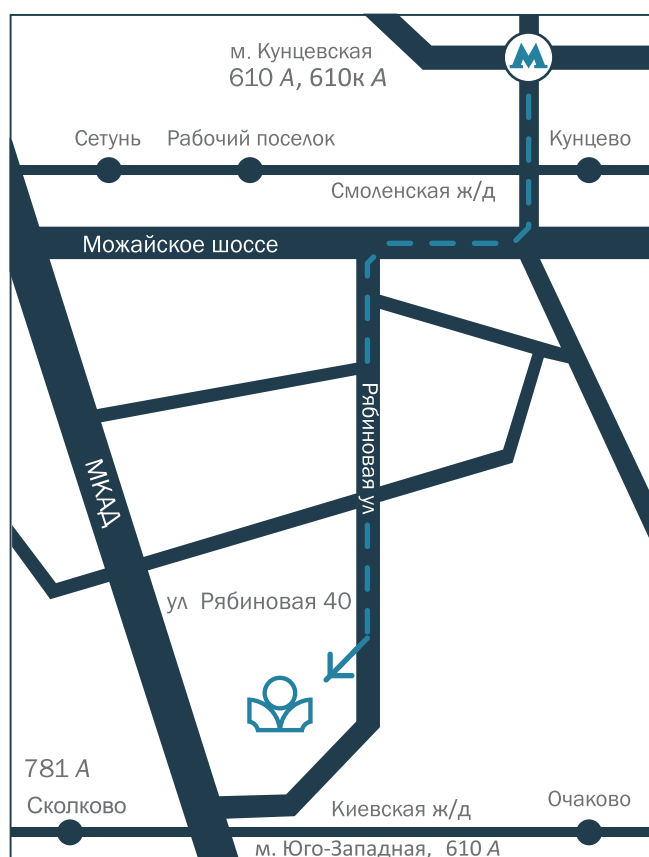 м. Кунцевская
610 А, 610к А
М
Сетунь
Рабочий поселок
Кунцево
Смоленская ж/д
Можайское шоссе
Рябиновая ул
МКАД
ул Рябиновая 40
781 А
Сколково
Киевская ж/д
Очаково
м. Юго-Западная, 610 А